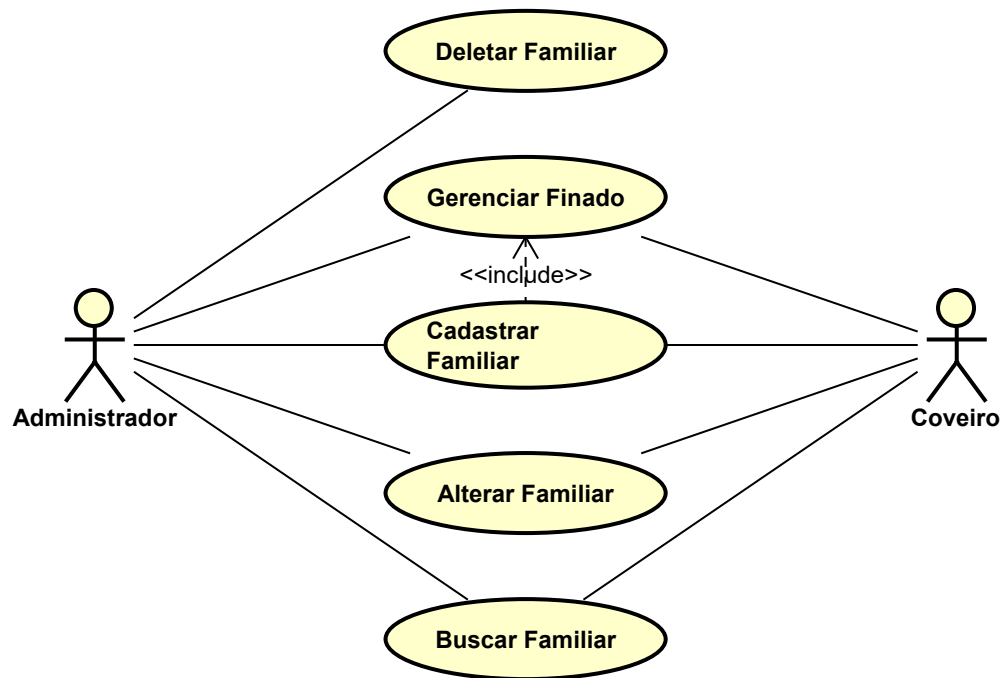 Deletar Familiar
Gerenciar Finado
<<include>>
Cadastrar
Familiar
Administrador
Coveiro
Alterar Familiar
Buscar Familiar